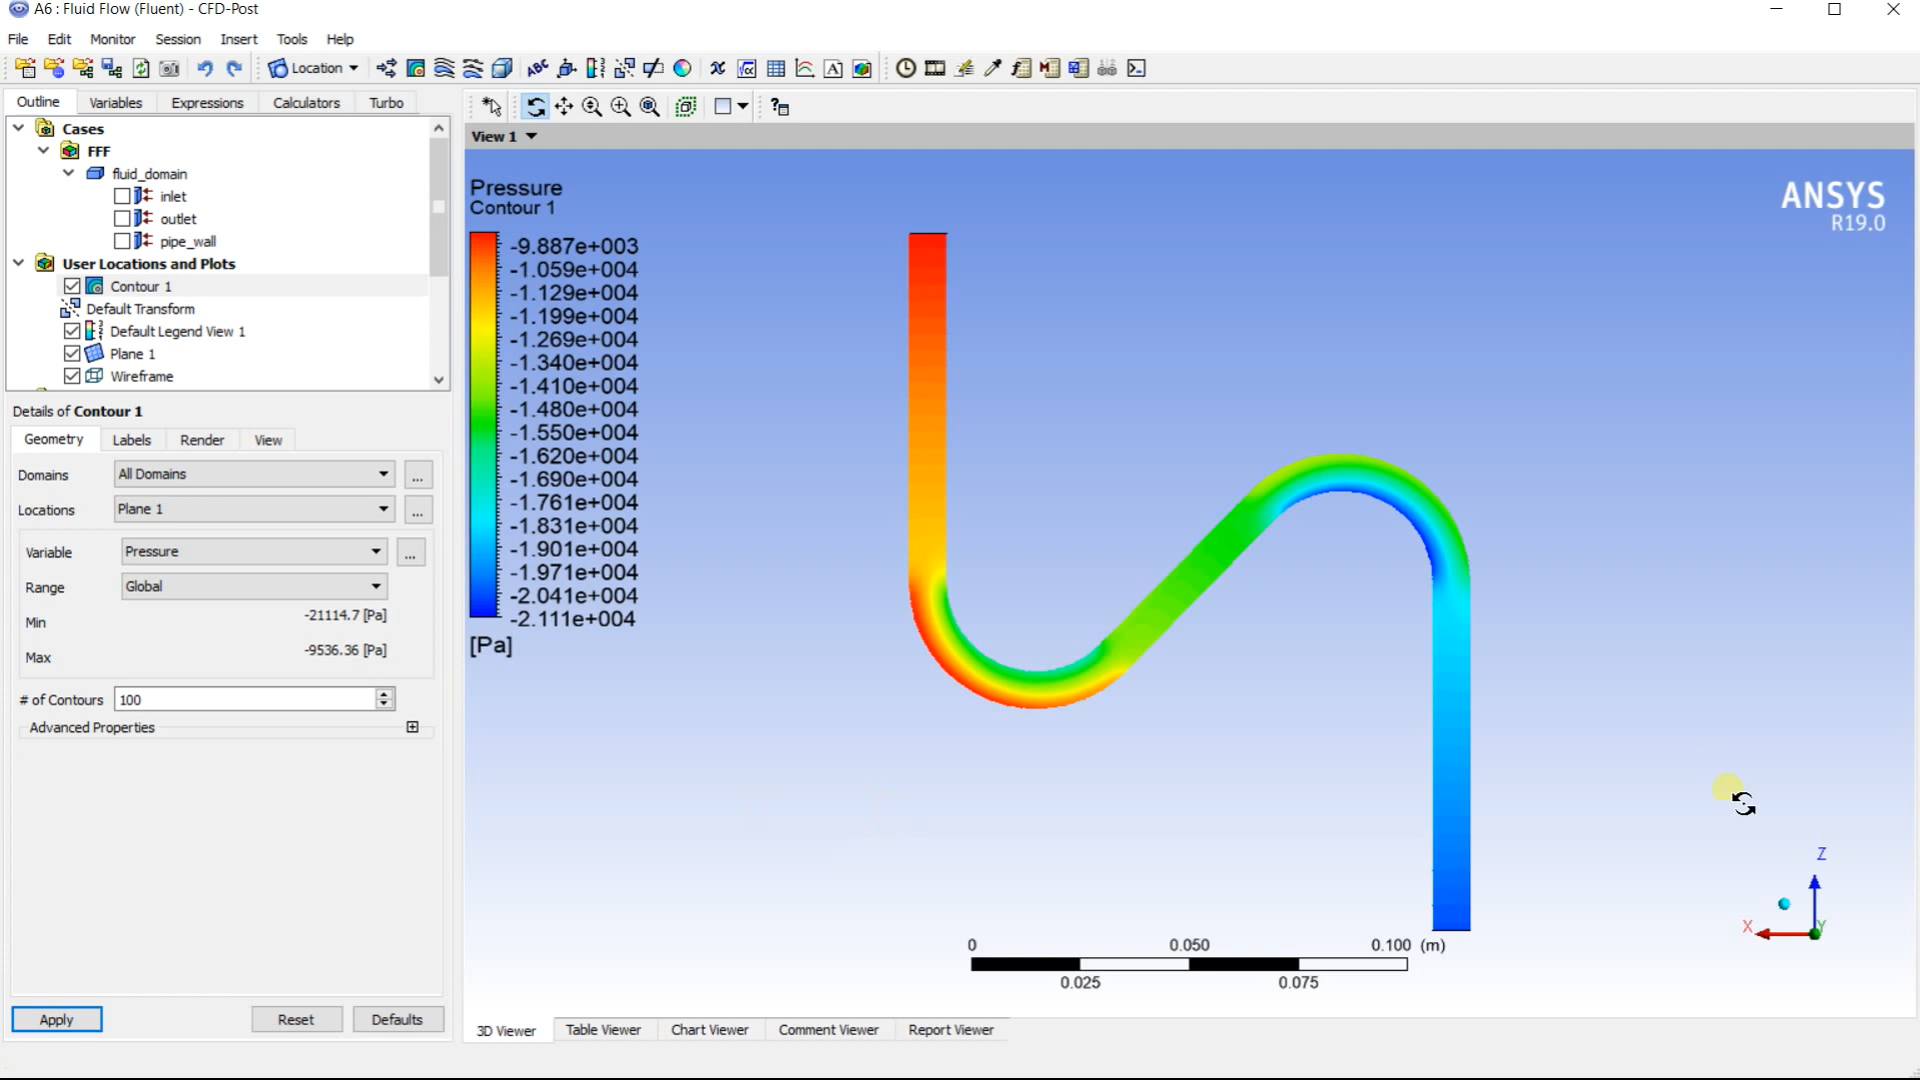 A6 : Fluid Flow (Fluent) - CFD-Post
File Edit Monitor Session Insert Tools Help
Location
Outline Variables Expressions Calculators Turbo
Cases
FFF
fluid_domain
inlet
outlet
pipe_wall
User Locations and Plots
Contour 1
Default Transform
Default Legend View 1
Plane 1
Wireframe
Details of Contour 1
Geometry Labels Render View
Domains All Domains ...
Locations Plane 1 ...
Variable Pressure ...
Range Global
Min -21114.7 [Pa]
Max -9536.36 [Pa]
# of Contours 100
Advanced Properties
Apply Reset Defaults
View 1
Pressure
Contour 1
-9.887e+003
-1.059e+004
-1.129e+004
-1.199e+004
-1.269e+004
-1.340e+004
-1.410e+004
-1.480e+004
-1.550e+004
-1.620e+004
-1.690e+004
-1.761e+004
-1.831e+004
-1.901e+004
-1.971e+004
-2.041e+004
-2.111e+004
[Pa]
ANSYS
R19.0
Z
X Y
0 0.050 0.100 (m)
0.025 0.075
3D Viewer Table Viewer Chart Viewer Comment Viewer Report Viewer